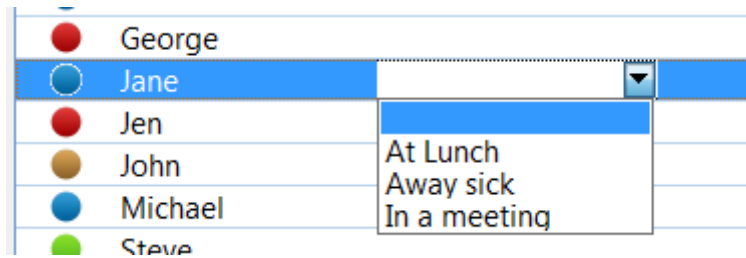 George
Jane
Jen
At Lunch
John
Away sick
Michael
In a meeting
Steve